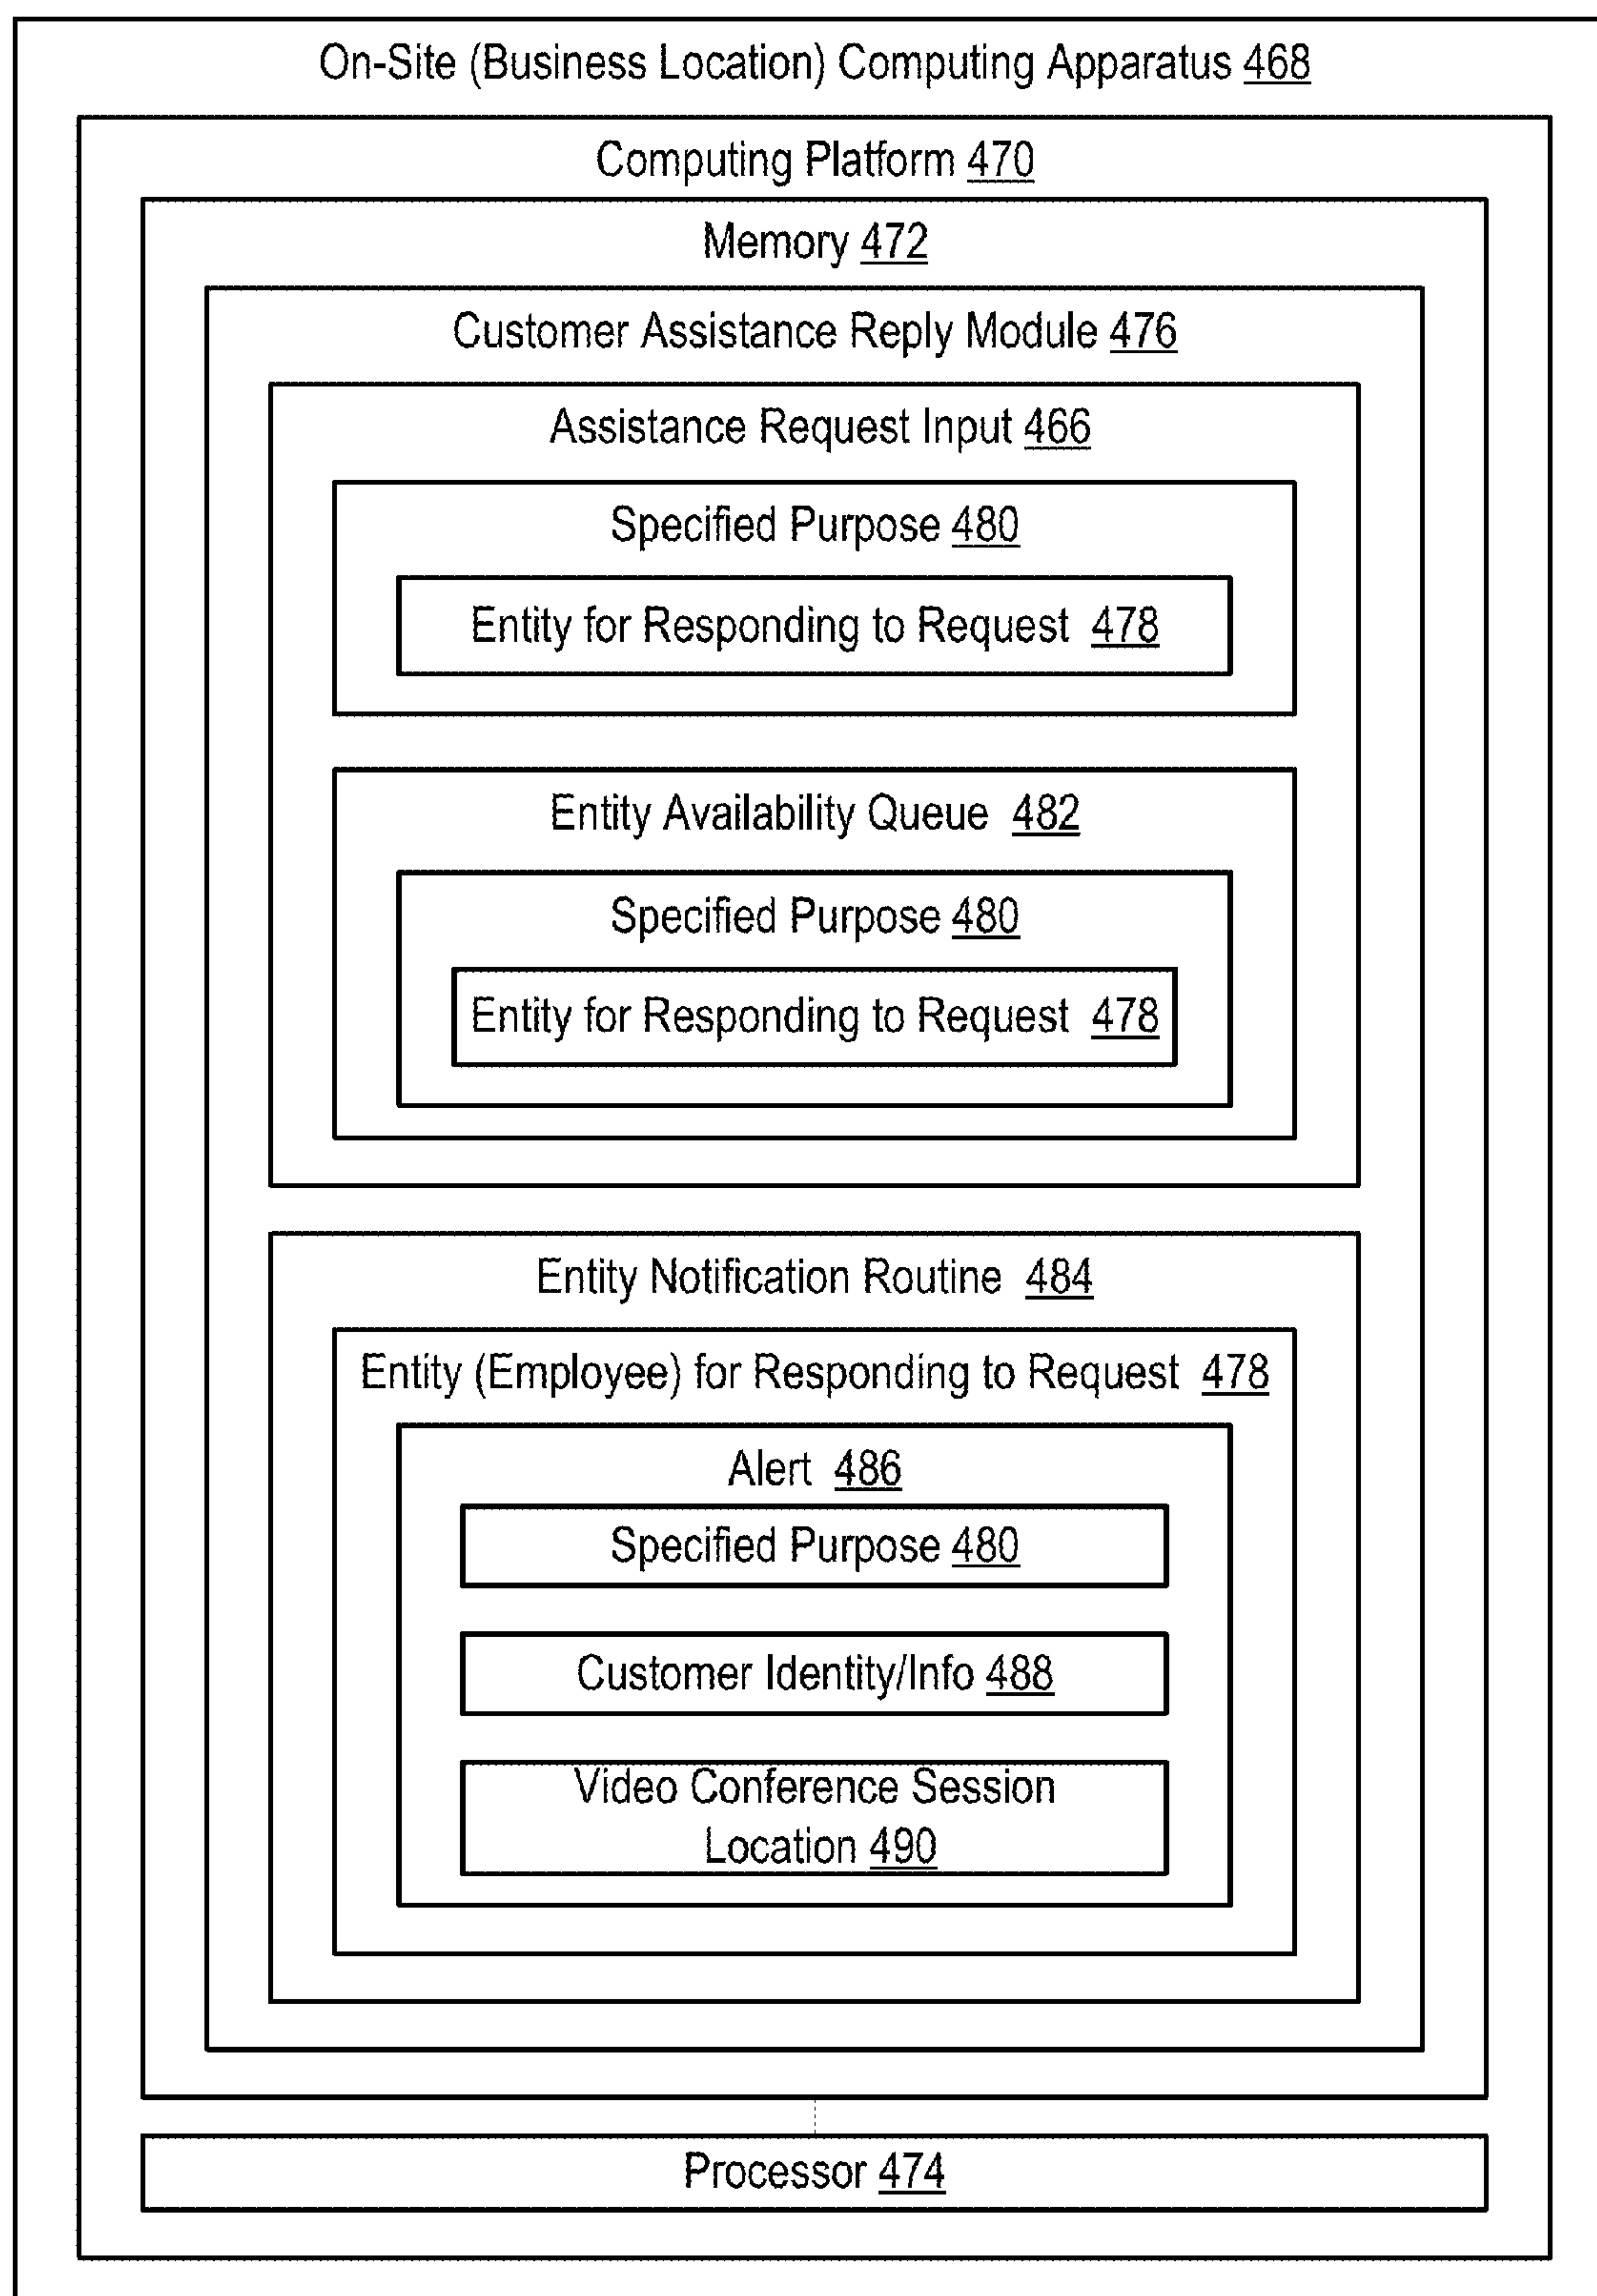 On-Site (Business Location) Computing Apparatus 468
Computing Platform 470
Memory 472
Customer Assistance Reply Module 476
Assistance Request Input 466
Specified Purpose 480
Entity for Responding to Request 478
Entity Availability Queue 482
Specified Purpose 480
Entity for Responding to Request 478
Entity Notification Routine 484
Entity (Employee) for Responding to Request 478
Alert 486
Specified Purpose 480
Customer Identity/Info 488
Video Conference Session
Location 490
Processor 474